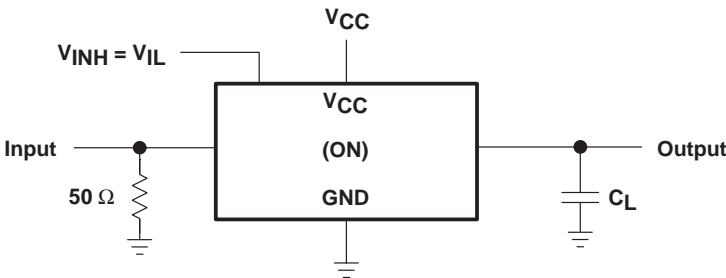 VCC
VINH = VIL
VCC
Input
(ON)
Output
50 Ω
GND
CL